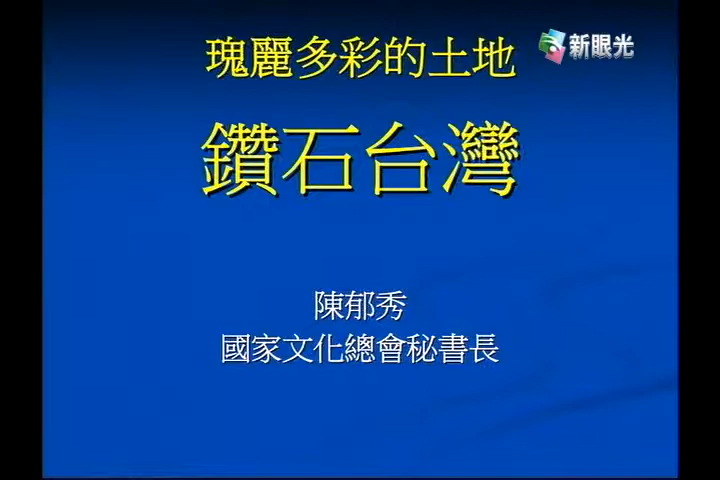 瑰麗多彩的土地
新眼光
鑽石台灣
陳郁秀
國家文化總會秘書長